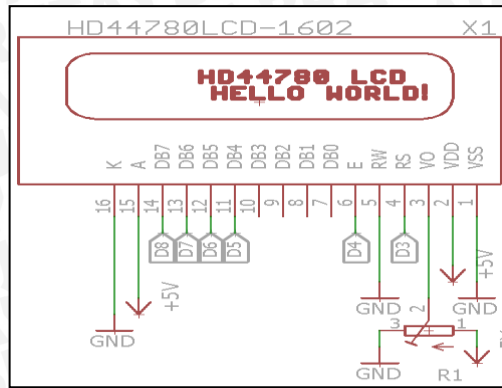 HD44780LCD-1602 X1
HD44780 LCD
HELLO WORLD!
K A DB7 DB6 DB5 DB4 DB3 DB2 DB1 DB0 E RW RS VO VDD VSS
16 15 14 13 12 11 10 9 8 7 6 5 4 3 2 1
D8 D7 D6 D5 D4 D3
+5V +5V
GND GND
2
3 1
GND GND
R1